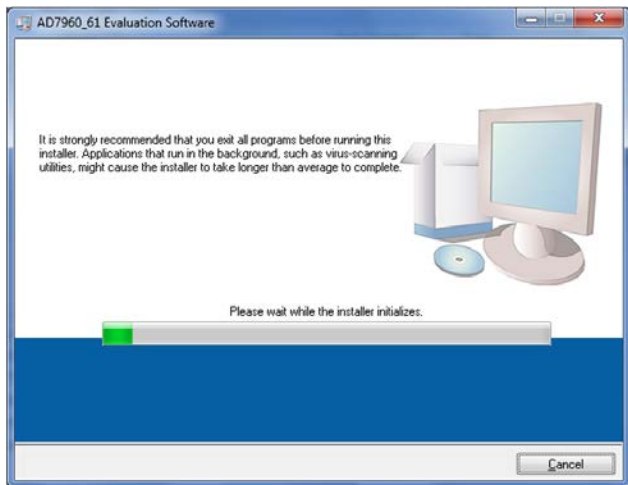 AD7960_61 Evaluation Software
It is strongly recommended that you exit all programs before running this
installer. Applications that run in the background, such as virus-scanning
utilities, might cause the installer to take longer than average to complete.
Please wait while the installer initializes.
Cancel